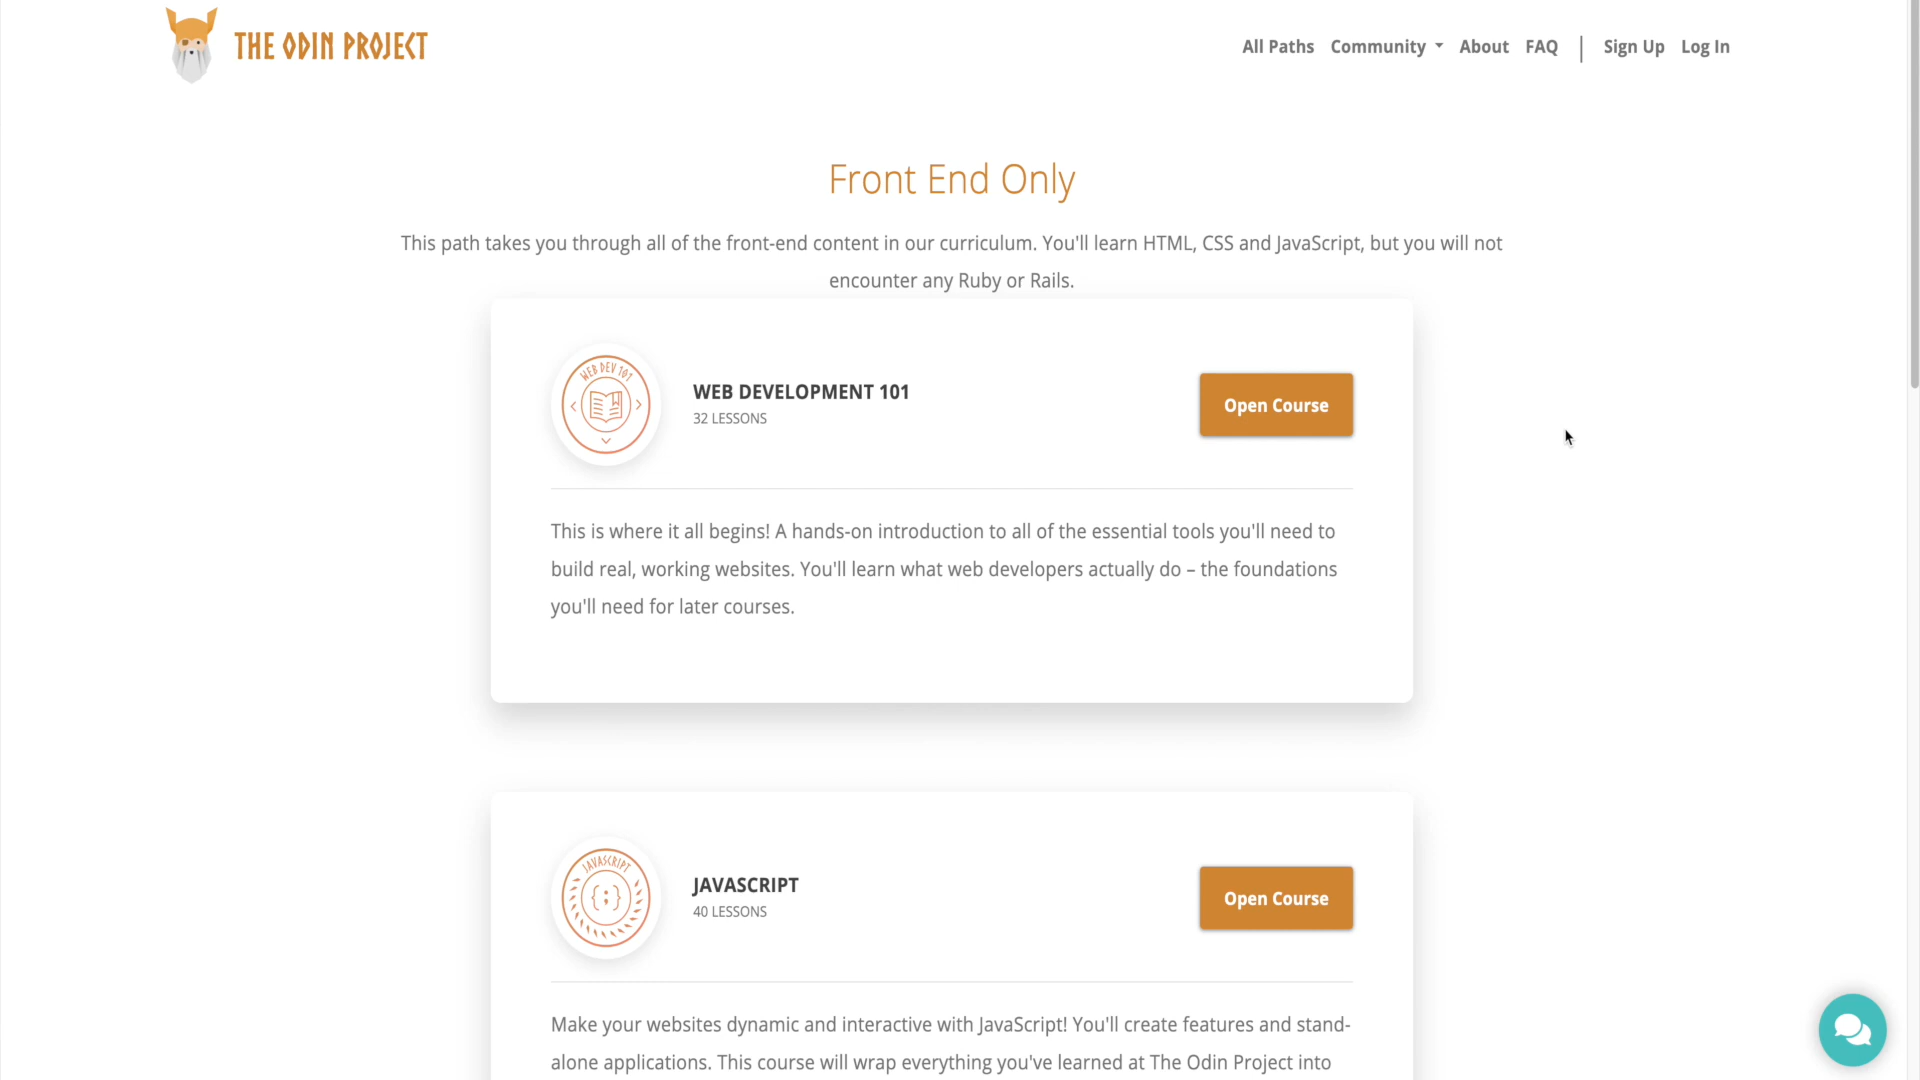 THE ODIN PROJECT
All Paths Community About FAQ | Sign Up Log In
Front End Only
This path takes you through all of the front-end content in our curriculum. You'll learn HTML, CSS and JavaScript, but you will not
encounter any Ruby or Rails.
WEB DEV 101
WEB DEVELOPMENT 101
32 LESSONS
Open Course
This is where it all begins! A hands-on introduction to all of the essential tools you'll need to
build real, working websites. You'll learn what web developers actually do – the foundations
you'll need for later courses.
JAVASCRIPT
{;}
JAVASCRIPT
40 LESSONS
Open Course
Make your websites dynamic and interactive with JavaScript! You'll create features and stand-
alone applications. This course will wrap everything you've learned at The Odin Project into